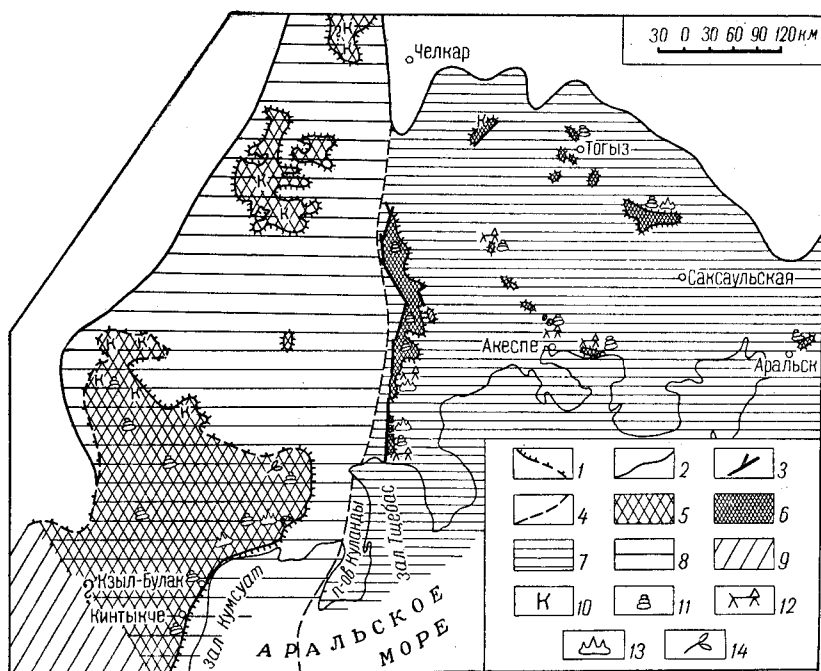 30 0 30 60 90 120 км
Челкар
К
К
К
Тогыз
К
К
Саксаульская
Акеспе
Аральск
К
К
К
К
1 2 3
4 5 6
7 8 9
К 10 11 12
13 14
п-ов Куланды
зал. Тщебас
Кзыл-Булак
Кинтыкче
зал Кумсуат
АРАЛЬСКОЕ
МОРЕ